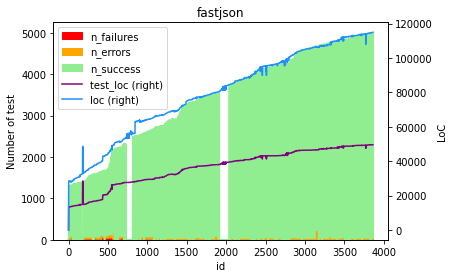 fastjson
n_failures
n_errors
n_success
test_loc (right)
loc (right)
Number of test
5000
4000
3000
2000
1000
0
120000
100000
80000
60000
40000
20000
0
LoC
0 500 1000 1500 2000 2500 3000 3500 4000
id